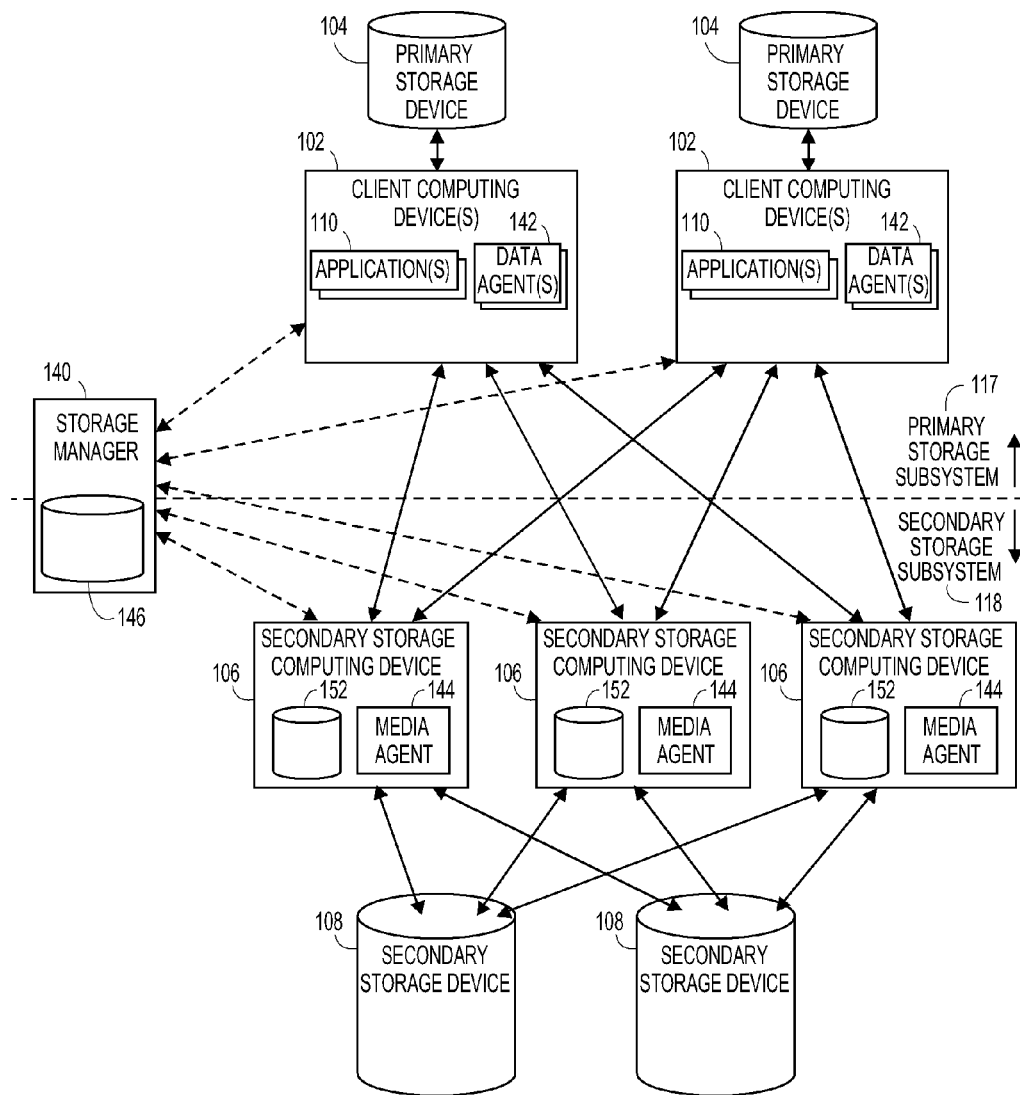 104
PRIMARY
STORAGE
DEVICE
104
PRIMARY
STORAGE
DEVICE
102
CLIENT COMPUTING
DEVICE(S)
110
142
APPLICATION(S)
DATA
AGENT(S)
102
CLIENT COMPUTING
DEVICE(S)
110
142
APPLICATION(S)
DATA
AGENT(S)
140
STORAGE
MANAGER
146
117
PRIMARY
STORAGE
SUBSYSTEM
SECONDARY
STORAGE
SUBSYSTEM
118
SECONDARY STORAGE
COMPUTING DEVICE
106
152
144
MEDIA
AGENT
SECONDARY STORAGE
COMPUTING DEVICE
106
152
144
MEDIA
AGENT
SECONDARY STORAGE
COMPUTING DEVICE
106
152
144
MEDIA
AGENT
108
SECONDARY
STORAGE DEVICE
108
SECONDARY
STORAGE DEVICE